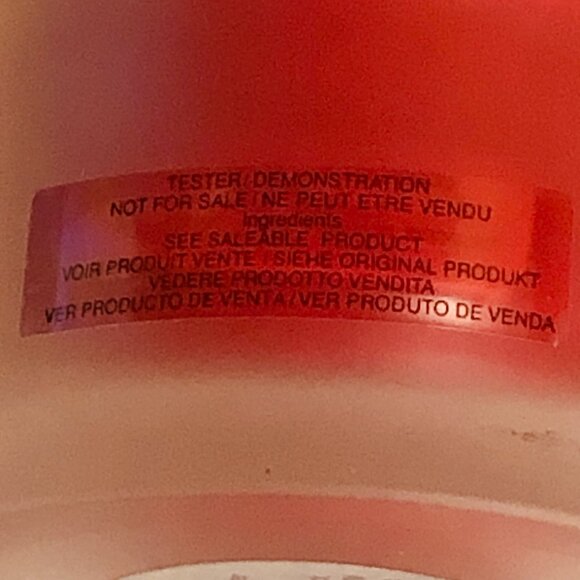 TESTER / DEMONSTRATION
NOT FOR SALE / NE PEUT ETRE VENDU
Ingredients
SEE SALEABLE PRODUCT
VOIR PRODUIT VENTE / SIEHE ORIGINAL PRODUKT
VEDERE PRODOTTO VENDITA
VER PRODUCTO DE VENTA / VER PRODUTO DE VENDA